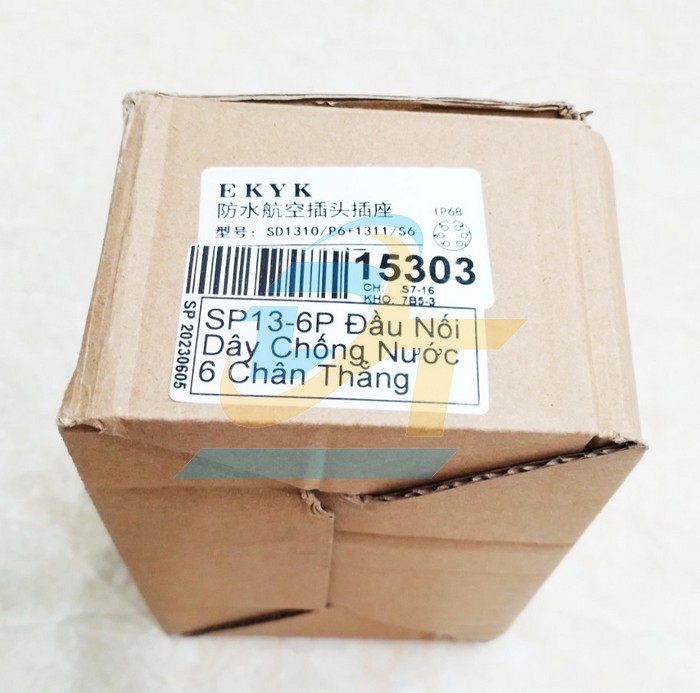 EKYK
防水航空插头插座
IP68
型号: SD1310/P6+1311/S6
15303
CH: S7-16
KHO: 7B5-3
SP 20230605
SP13-6P Đầu Nối
Dây Chống Nước
6 Chân Thẳng
DT